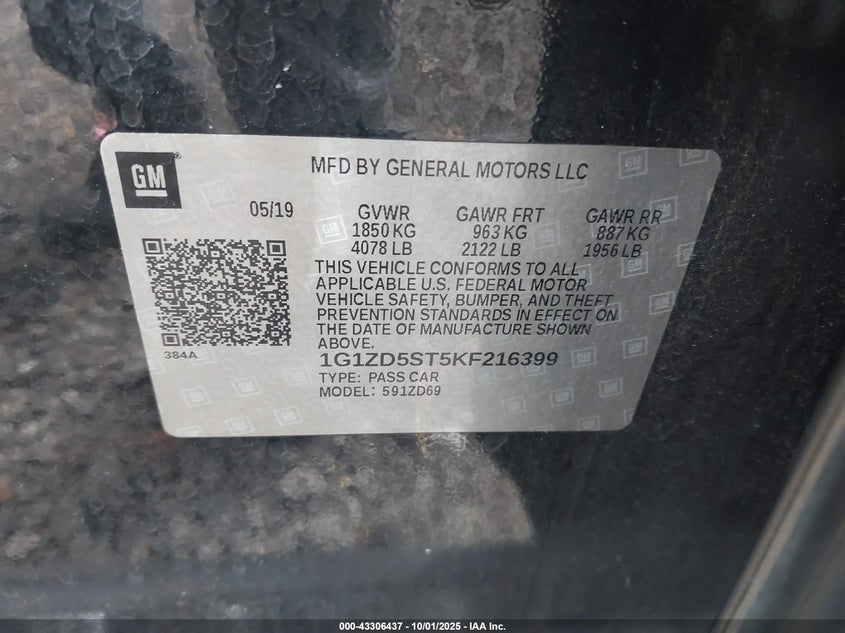 GM
MFD BY GENERAL MOTORS LLC
05/19 GVWR GAWR FRT GAWR RR
1850 KG 963 KG 887 KG
4078 LB 2122 LB 1956 LB
THIS VEHICLE CONFORMS TO ALL
APPLICABLE U.S. FEDERAL MOTOR
VEHICLE SAFETY, BUMPER, AND THEFT
PREVENTION STANDARDS IN EFFECT ON
THE DATE OF MANUFACTURE SHOWN
ABOVE.
384A
1G1ZD5ST5KF216399
TYPE: PASS CAR
MODEL: 591ZD69
000-43306437 - 10/01/2025 - IAA Inc.